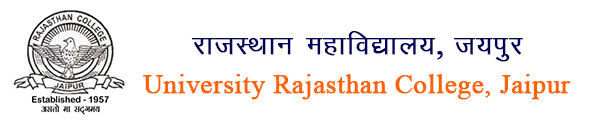 RAJASTHAN COLLEGE
JAIPUR
Established - 1957
असतो मा सद्गमय
राजस्थान महाविद्यालय, जयपुर
University Rajasthan College, Jaipur